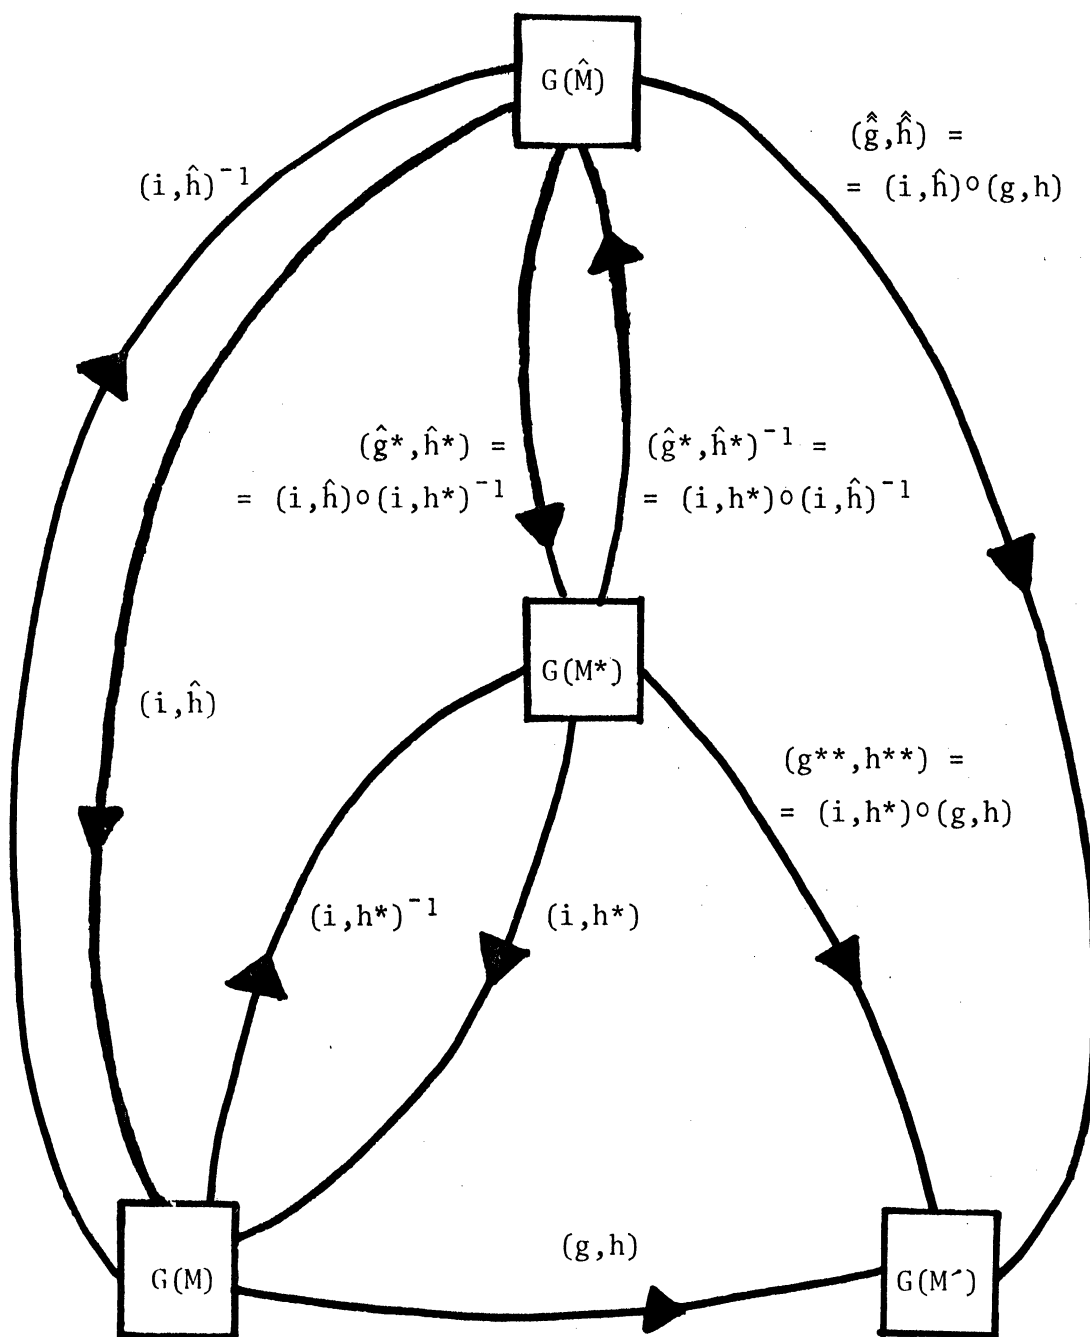 G(M̂)
(i,ĥ)⁻¹
(ĝ̂,ĥ̂) =
= (i,ĥ)∘(g,h)
(ĝ*,ĥ*) =
= (i,ĥ)∘(i,h*)⁻¹
(ĝ*,ĥ*)⁻¹ =
= (i,h*)∘(i,ĥ)⁻¹
G(M*)
(i,ĥ)
(g**,h**) =
= (i,h*)∘(g,h)
(i,h*)⁻¹
(i,h*)
(g,h)
G(M)
G(M´)